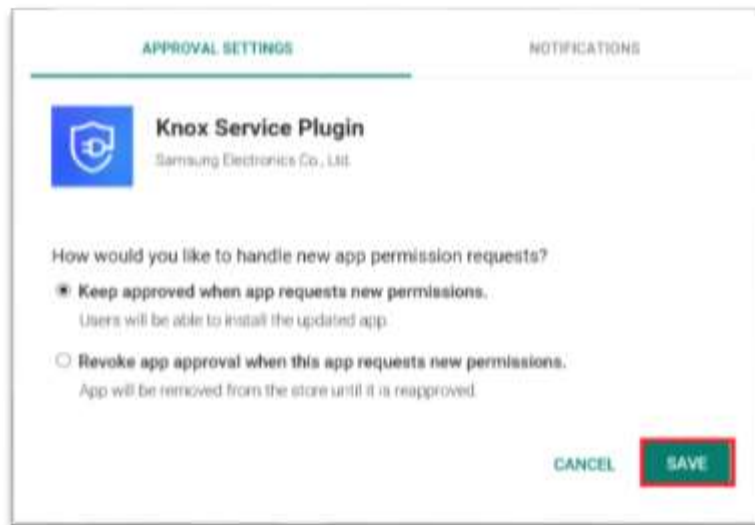 APPROVAL SETTINGS
NOTIFICATIONS
Knox Service Plugin
Samsung Electronics Co., Ltd.
How would you like to handle new app permission requests?
Keep approved when app requests new permissions.
Users will be able to install the updated app.
Revoke app approval when this app requests new permissions.
App will be removed from the store until it is reapproved.
CANCEL
SAVE